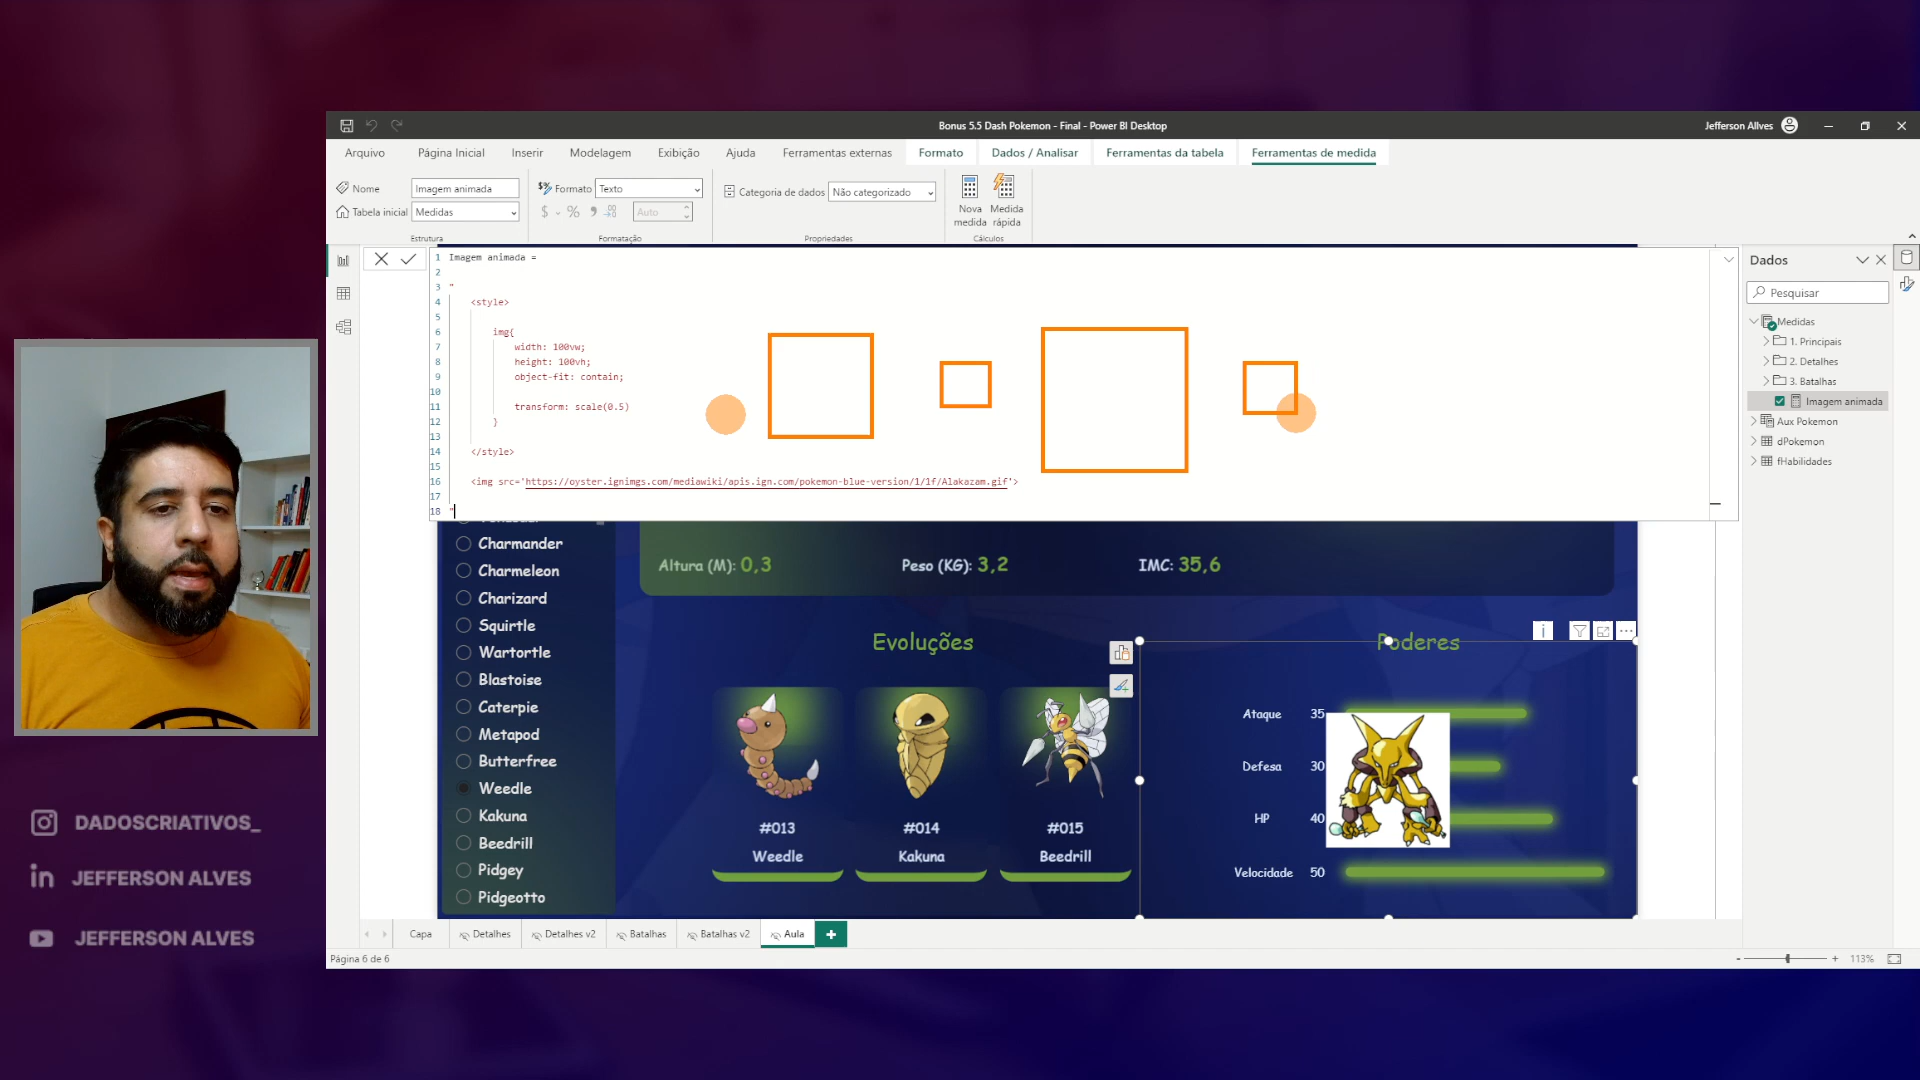 Bonus 5.5 Dash Pokemon - Final - Power BI Desktop
Jefferson Allves
Arquivo
Página Inicial
Inserir
Modelagem
Exibição
Ajuda
Ferramentas externas
Formato
Dados / Analisar
Ferramentas da tabela
Ferramentas de medida
Nome
Imagem animada
Tabela inicial
Medidas
Estrutura
Formato
Texto
$
%
Auto
Formatação
Categoria de dados
Não categorizado
Propriedades
Nova medida
Medida rápida
Cálculos
1 Imagem animada =
2
3 "
4 <style>
5
6 img{
7 width: 100vw;
8 height: 100vh;
9 object-fit: contain;
10
11 transform: scale(0.5)
12 }
13
14 </style>
15
16 <img src='https://oyster.ignimgs.com/mediawiki/apis.ign.com/pokemon-blue-version/1/1f/Alakazam.gif'>
17
18 "
Dados
Pesquisar
Medidas
1. Principais
2. Detalhes
3. Batalhas
Imagem animada
Aux Pokemon
dPokemon
fHabilidades
Charmander
Charmeleon
Charizard
Squirtle
Wartortle
Blastoise
Caterpie
Metapod
Butterfree
Weedle
Kakuna
Beedrill
Pidgey
Pidgeotto
Altura (M): 0,3
Peso (KG): 3,2
IMC: 35,6
Evoluções
#013
Weedle
#014
Kakuna
#015
Beedrill
Poderes
Ataque 35
Defesa 30
HP 40
Velocidade 50
Capa
Detalhes
Detalhes v2
Batalhas
Batalhas v2
Aula
+
Página 6 de 6
- + 113%
DADOSCRIATIVOS_
JEFFERSON ALVES
JEFFERSON ALVES